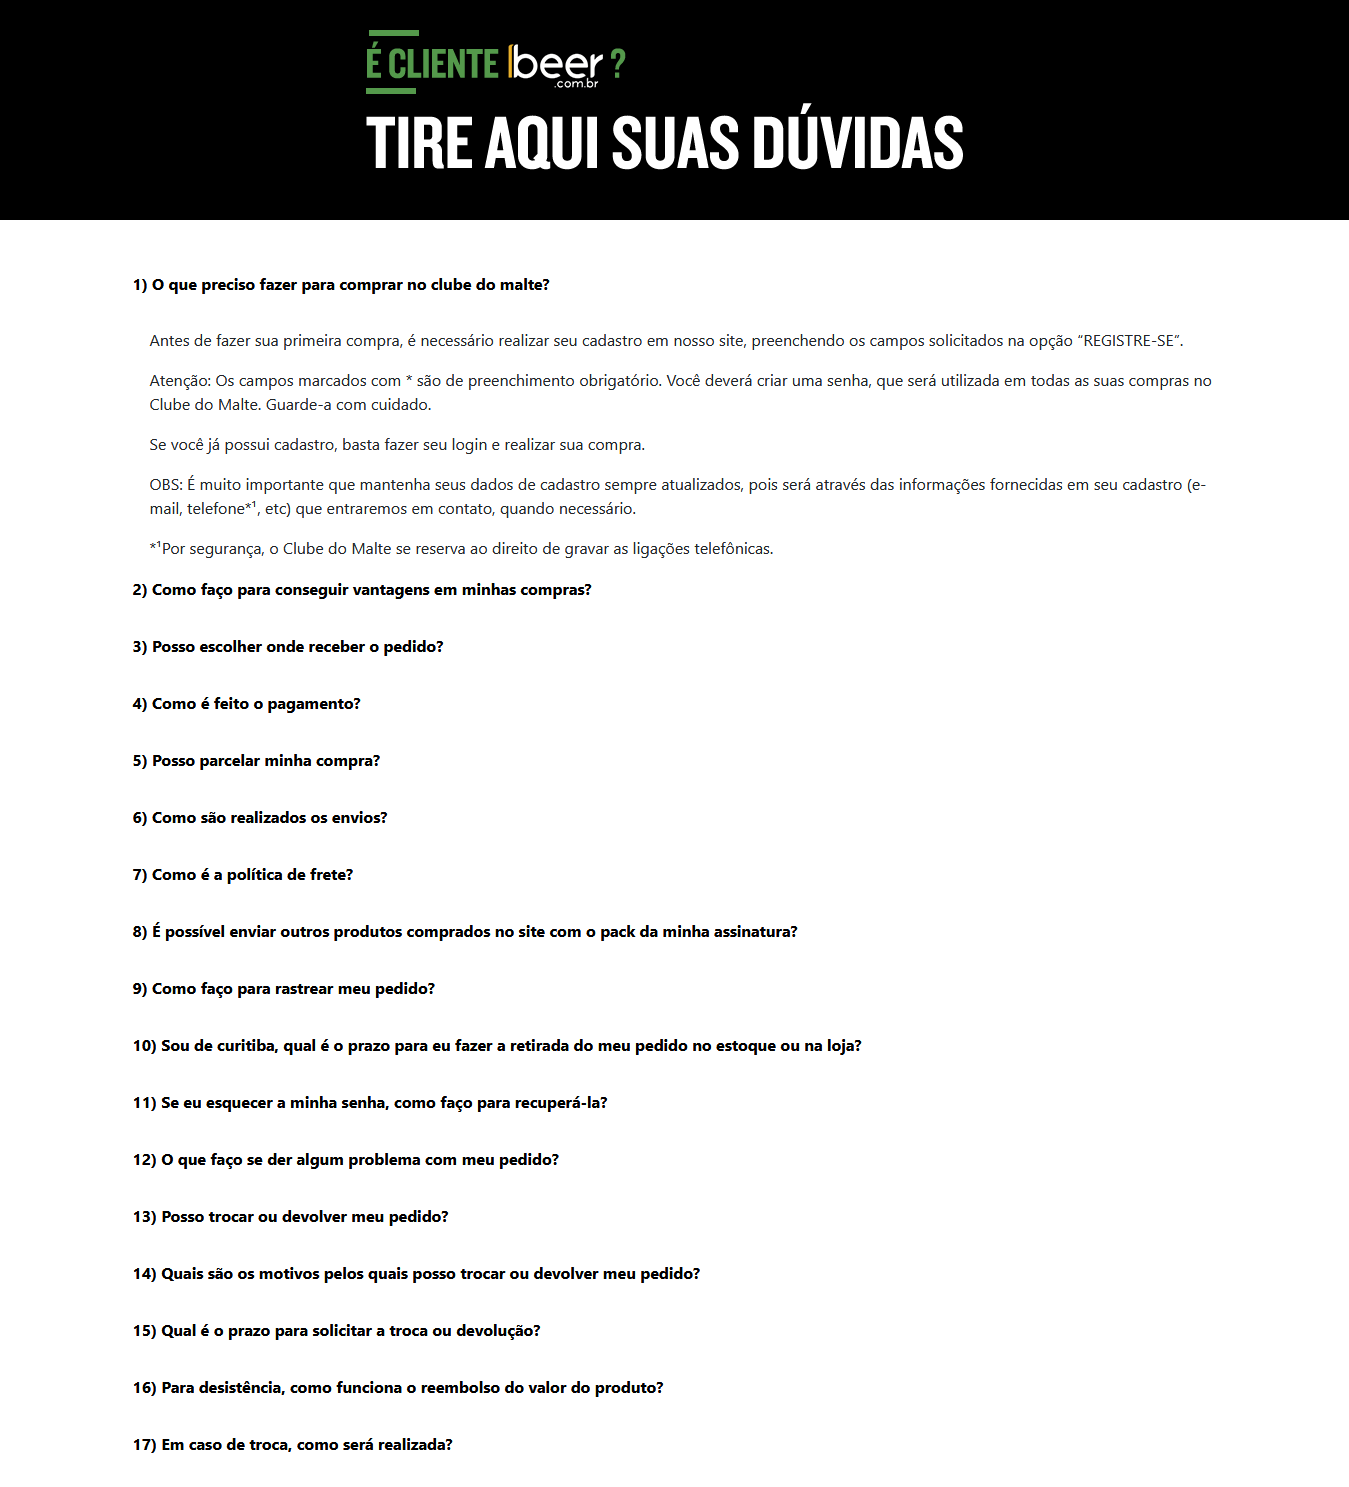 É CLIENTE beer ?
.com.br
TIRE AQUI SUAS DÚVIDAS
1) O que preciso fazer para comprar no clube do malte?
Antes de fazer sua primeira compra, é necessário realizar seu cadastro em nosso site, preenchendo os campos solicitados na opção “REGISTRE-SE”.
Atenção: Os campos marcados com * são de preenchimento obrigatório. Você deverá criar uma senha, que será utilizada em todas as suas compras no
Clube do Malte. Guarde-a com cuidado.
Se você já possui cadastro, basta fazer seu login e realizar sua compra.
OBS: É muito importante que mantenha seus dados de cadastro sempre atualizados, pois será através das informações fornecidas em seu cadastro (e-
mail, telefone*¹, etc) que entraremos em contato, quando necessário.
*¹Por segurança, o Clube do Malte se reserva ao direito de gravar as ligações telefônicas.
2) Como faço para conseguir vantagens em minhas compras?
3) Posso escolher onde receber o pedido?
4) Como é feito o pagamento?
5) Posso parcelar minha compra?
6) Como são realizados os envios?
7) Como é a política de frete?
8) É possível enviar outros produtos comprados no site com o pack da minha assinatura?
9) Como faço para rastrear meu pedido?
10) Sou de curitiba, qual é o prazo para eu fazer a retirada do meu pedido no estoque ou na loja?
11) Se eu esquecer a minha senha, como faço para recuperá-la?
12) O que faço se der algum problema com meu pedido?
13) Posso trocar ou devolver meu pedido?
14) Quais são os motivos pelos quais posso trocar ou devolver meu pedido?
15) Qual é o prazo para solicitar a troca ou devolução?
16) Para desistência, como funciona o reembolso do valor do produto?
17) Em caso de troca, como será realizada?